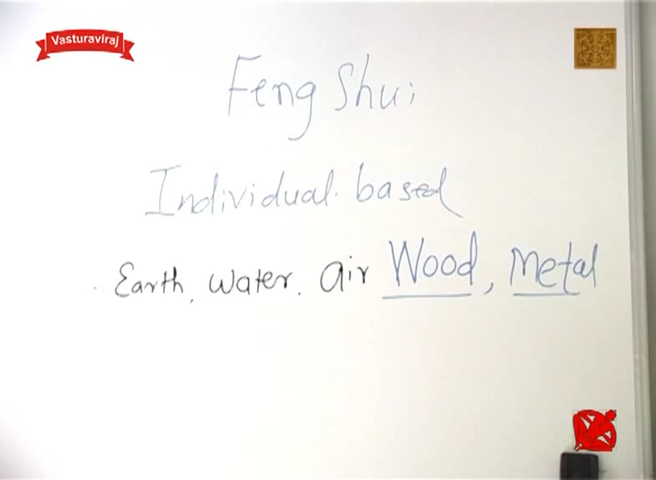 Vasturaviraj
Feng Shui
Individual based
Earth, Water. air Wood, Metal